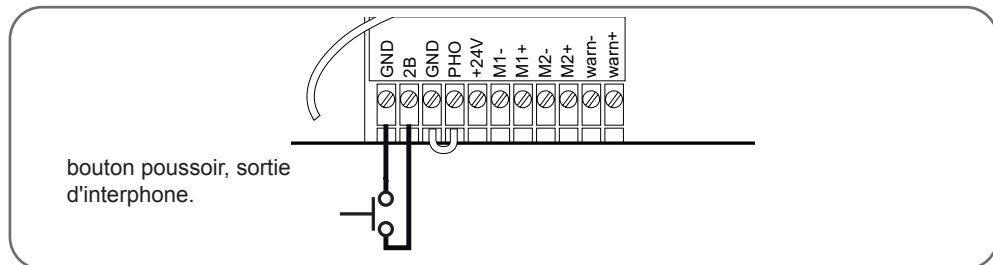 GND 2B GND PHO +24V M1- M1+ M2- M2+ warn- warn+
bouton poussoir, sortie
d'interphone.